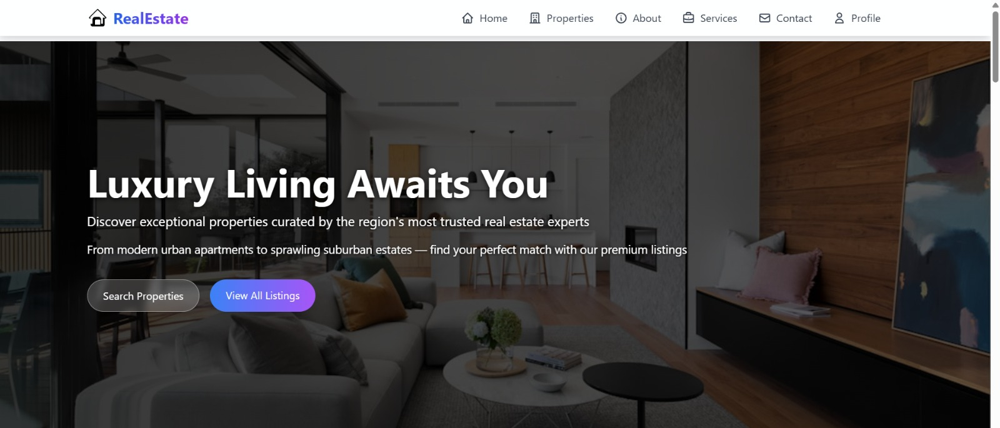 RealEstate
Home
Properties
About
Services
Contact
Profile
Luxury Living Awaits You
Discover exceptional properties curated by the region's most trusted real estate experts
From modern urban apartments to sprawling suburban estates — find your perfect match with our premium listings
Search Properties
View All Listings